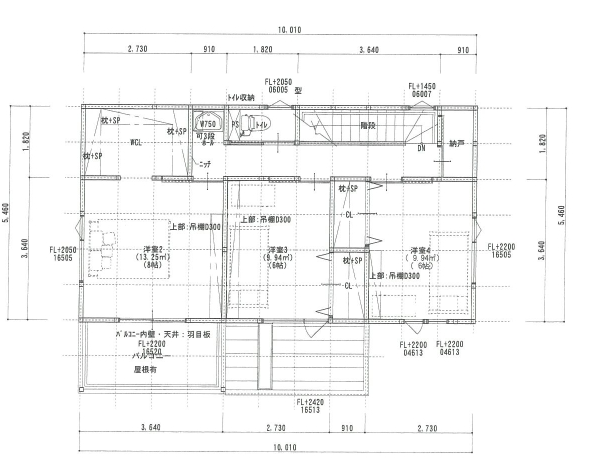 10.010
2.730
910
1.820
3.640
910
FL+2050
06005
型
FL+1450
06007
ﾄｲﾚ収納
枕+SP
枕+SP
枕+SP
WCL
W750
可3段
ﾎﾟｰﾙ
ﾆｯﾁ
PS
ﾄｲﾚ
階段
DN
納戸
1.820
5.460
3.640
1.820
5.460
3.640
枕+SP
CL
上部:吊棚D300
上部:吊棚D300
FL+2050
16505
洋室2
(13.25㎡)
(8帖)
洋室3
(9.94㎡)
(6帖)
洋室4
( 9.94㎡)
( 6帖)
FL+2200
16505
枕+SP
CL
上部:吊棚D300
ﾊﾞﾙｺﾆｰ内壁・天井:羽目板
FL+2200
16520
バルコニー
屋根有
FL+2200
04613
FL+2200
04613
FL+2420
16513
3.640
2.730
910
2.730
10.010